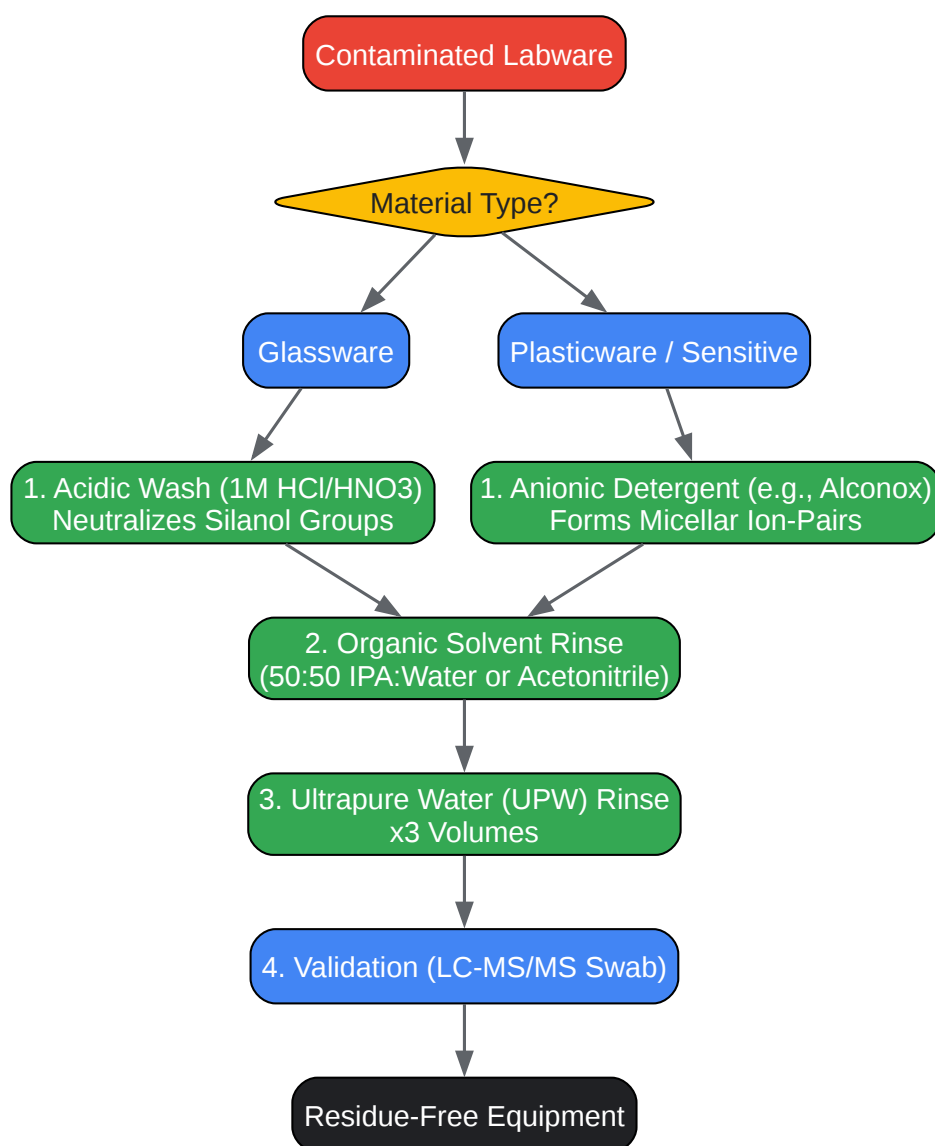 Contaminated Labware
Material Type?
Glassware
Plasticware / Sensitive
1. Acidic Wash (1M HCl/HNO3)
Neutralizes Silanol Groups
1. Anionic Detergent (e.g., Alconox)
Forms Micellar Ion-Pairs
2. Organic Solvent Rinse
(50:50 IPA:Water or Acetonitrile)
3. Ultrapure Water (UPW) Rinse
x3 Volumes
4. Validation (LC-MS/MS Swab)
Residue-Free Equipment